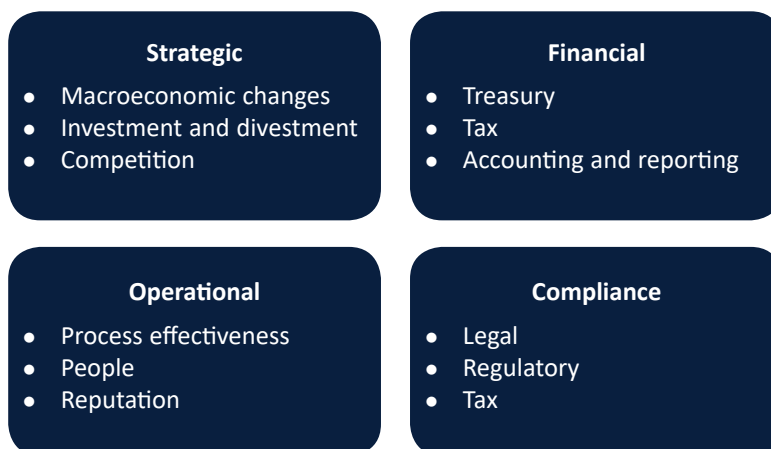 Strategic
● Macroeconomic changes
● Investment and divestment
● Competition
Financial
● Treasury
● Tax
● Accounting and reporting
Operational
● Process effectiveness
● People
● Reputation
Compliance
● Legal
● Regulatory
● Tax